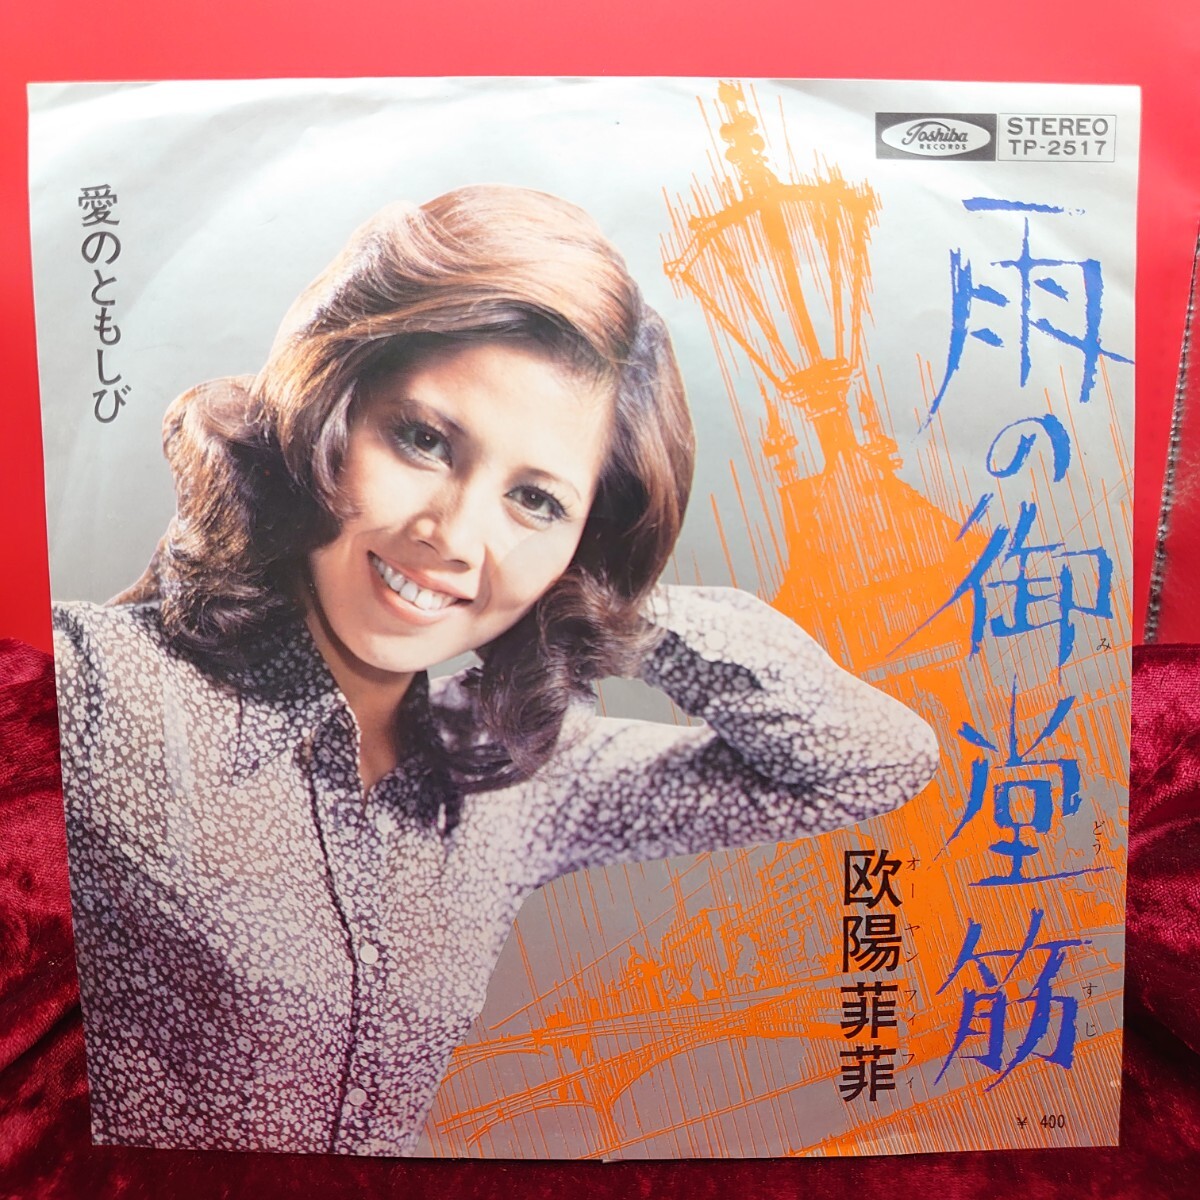 Toshiba
RECORDS
STEREO
TP-2517
雨の御堂筋
みどうすじ
欧陽菲菲
オーヤンフィフィ
愛のともしび
¥ 400